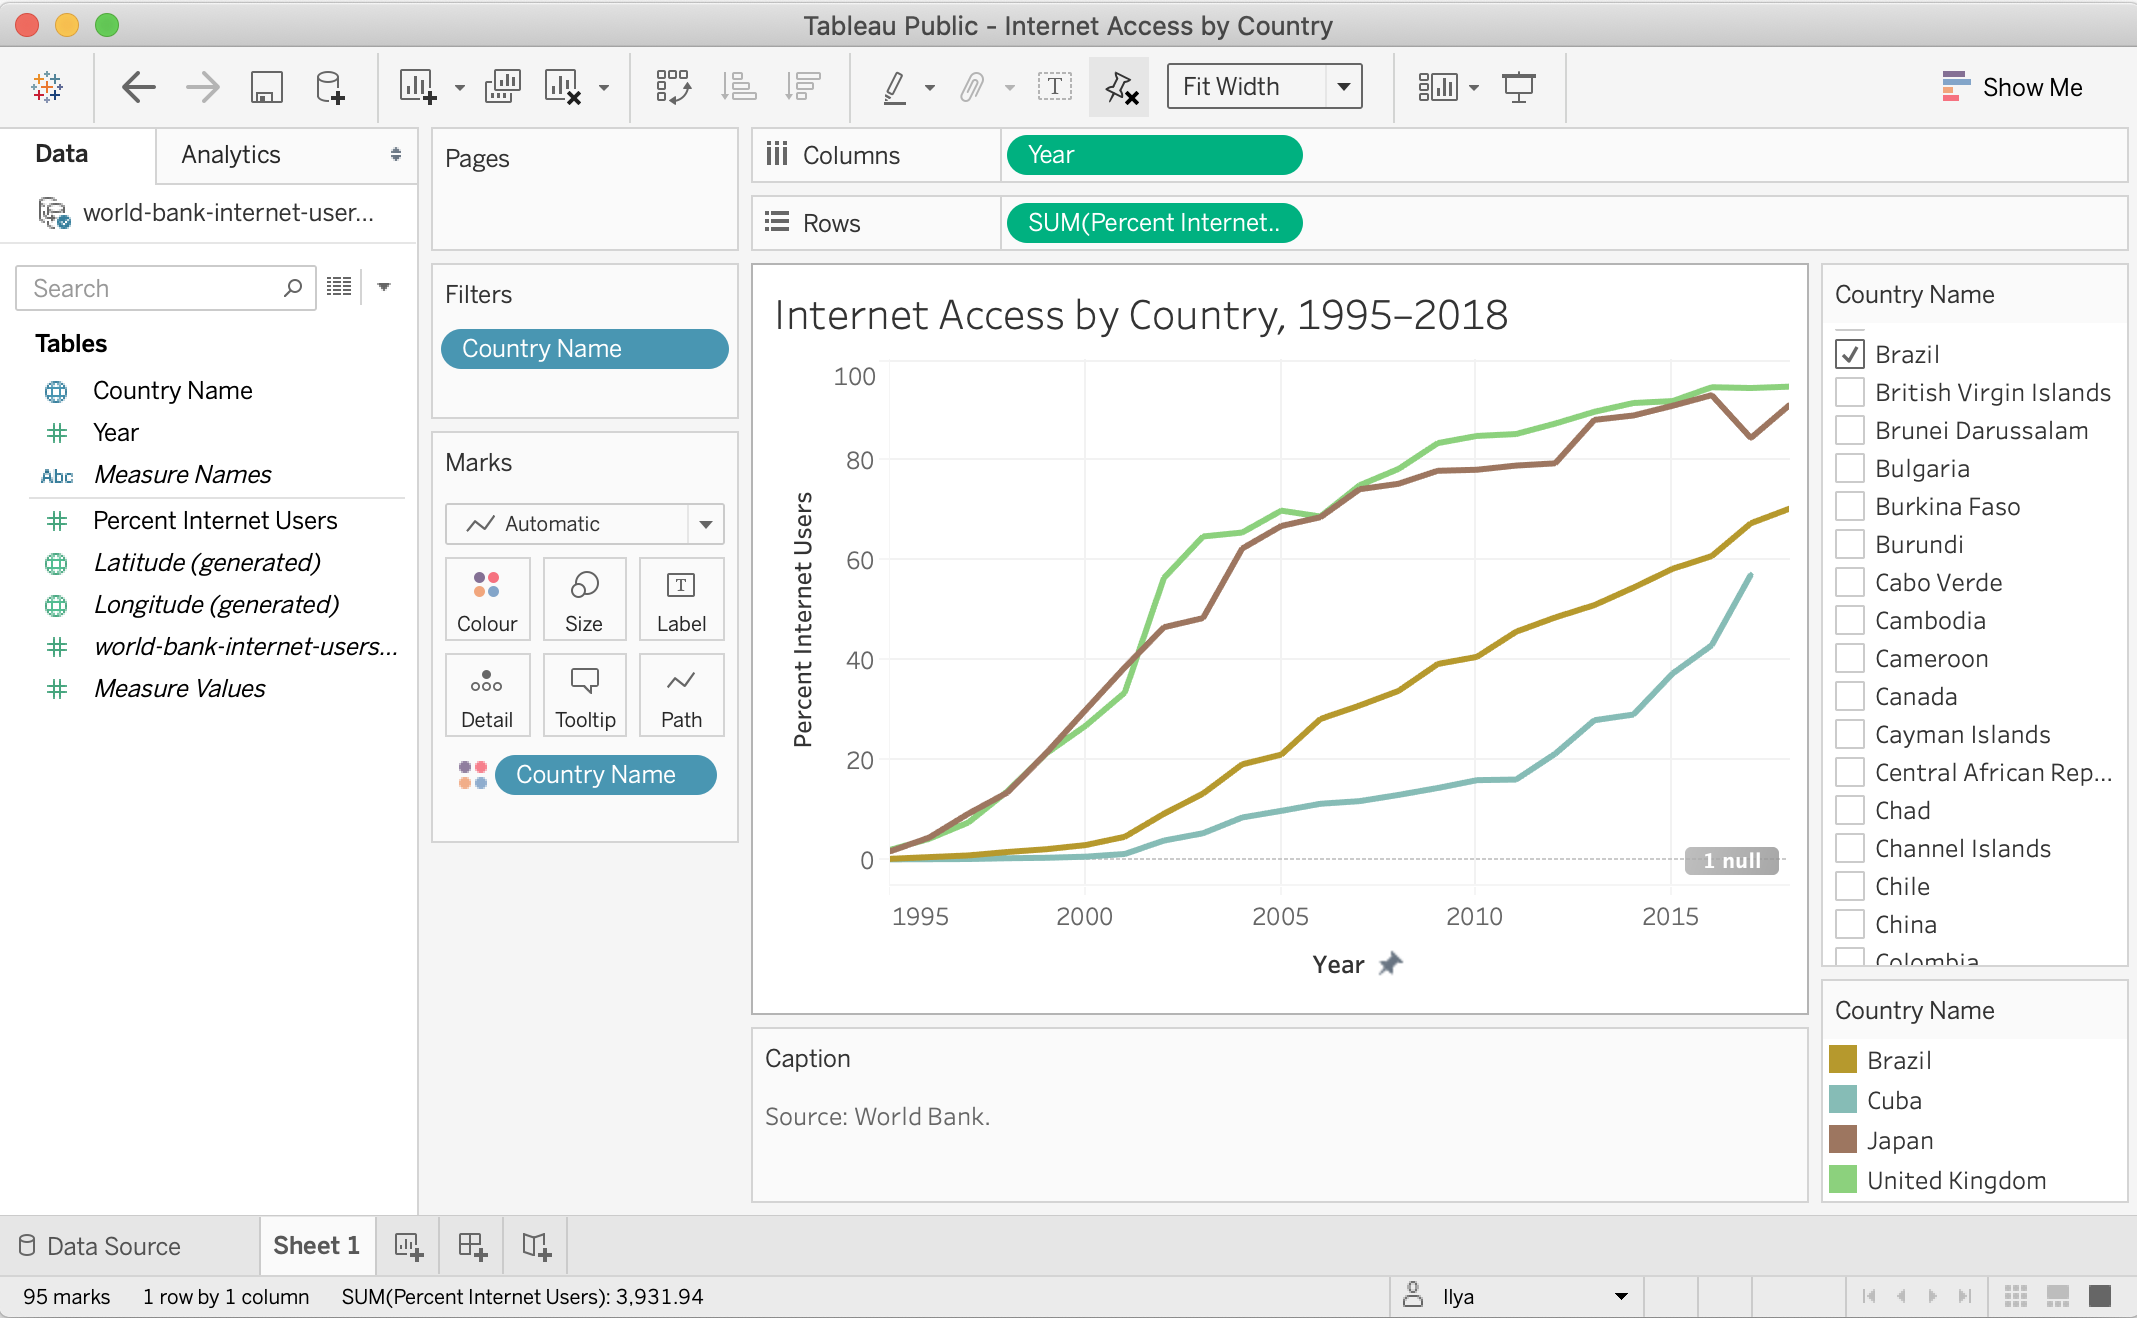 Tableau Public - Internet Access by Country
T
Fit Width
Show Me
Data
Analytics
world-bank-internet-user...
Search
Tables
Country Name
Year
Abc Measure Names
Percent Internet Users
Latitude (generated)
Longitude (generated)
world-bank-internet-users...
Measure Values
Pages
Filters
Country Name
Marks
Automatic
Colour
Size
T
Label
Detail
Tooltip
Path
Country Name
Columns
Year
Rows
SUM(Percent Internet..
Internet Access by Country, 1995–2018
Percent Internet Users
100
80
60
40
20
0
1 null
1995
2000
2005
2010
2015
Year
Caption
Source: World Bank.
Country Name
Brazil
British Virgin Islands
Brunei Darussalam
Bulgaria
Burkina Faso
Burundi
Cabo Verde
Cambodia
Cameroon
Canada
Cayman Islands
Central African Rep...
Chad
Channel Islands
Chile
China
Colombia
Country Name
Brazil
Cuba
Japan
United Kingdom
Data Source
Sheet 1
95 marks
1 row by 1 column
SUM(Percent Internet Users): 3,931.94
Ilya